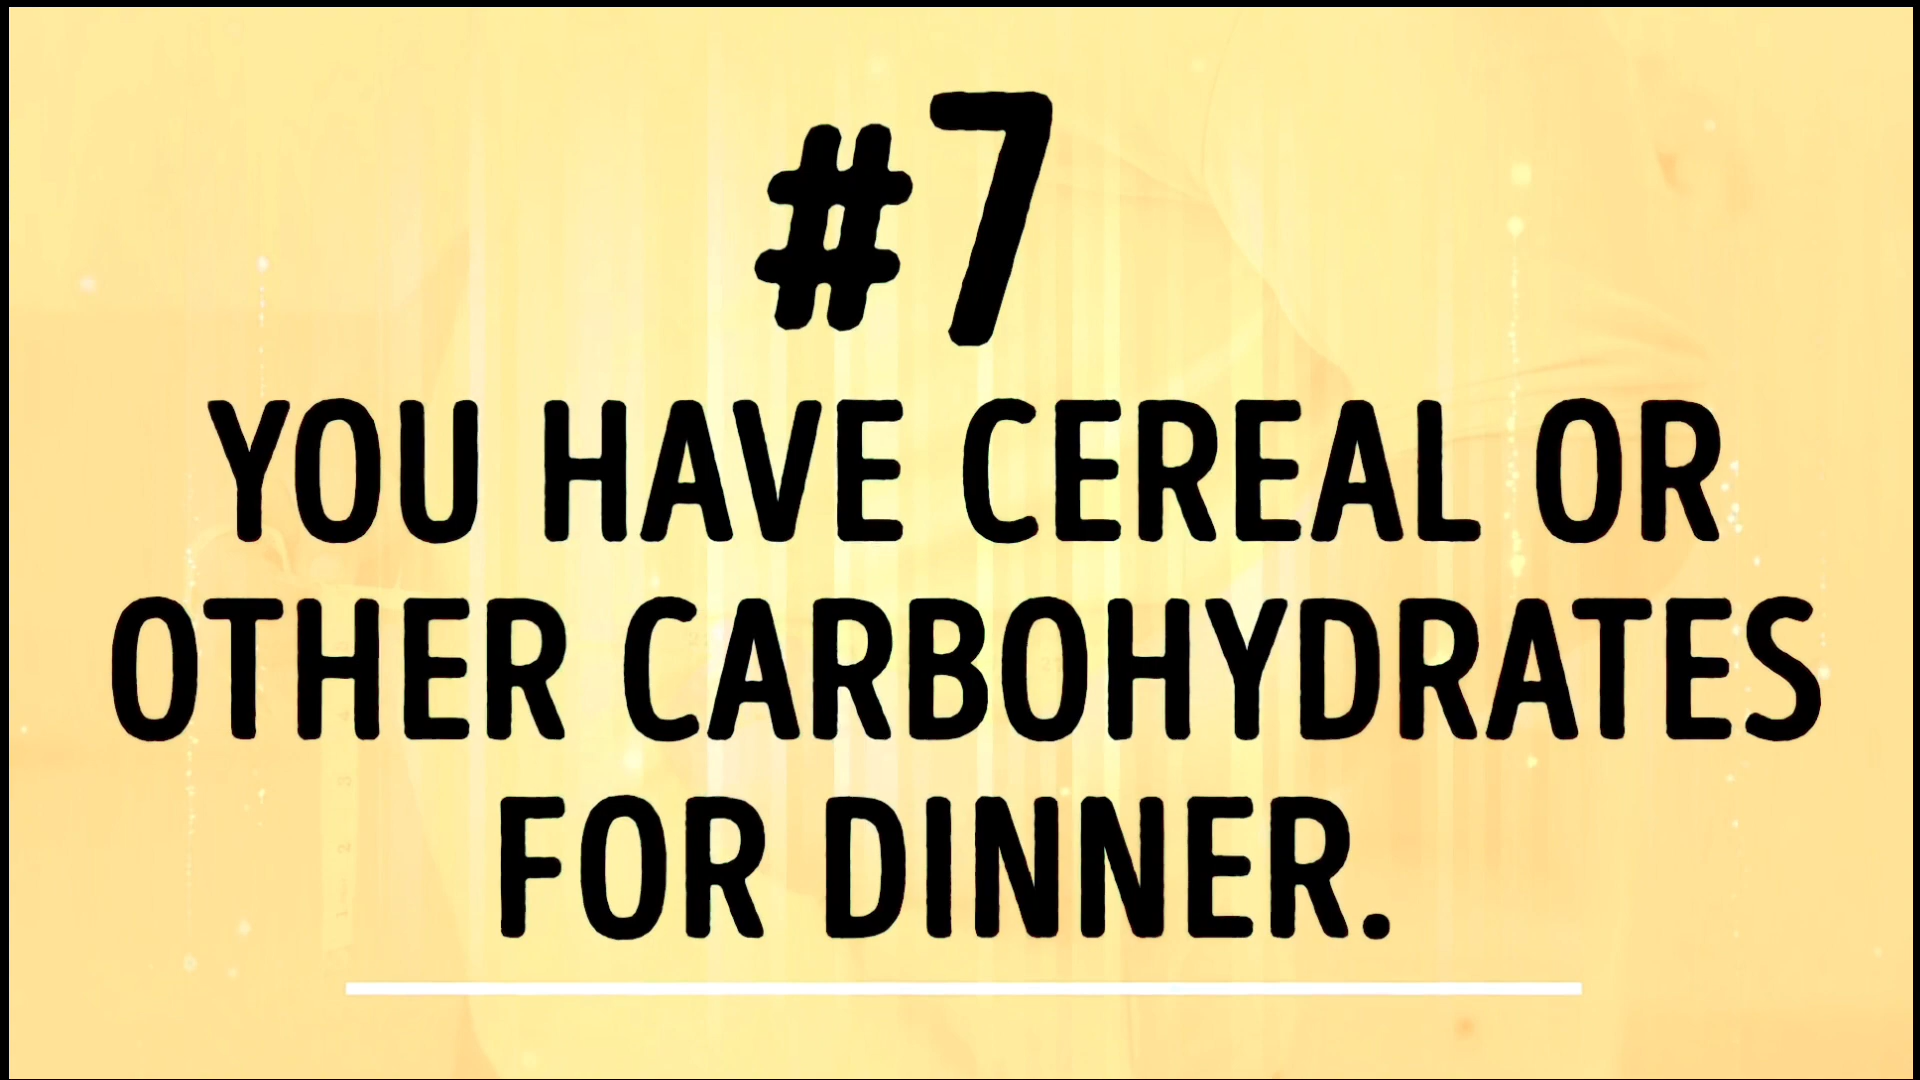 #7
YOU HAVE CEREAL OR
OTHER CARBOHYDRATES
FOR DINNER.